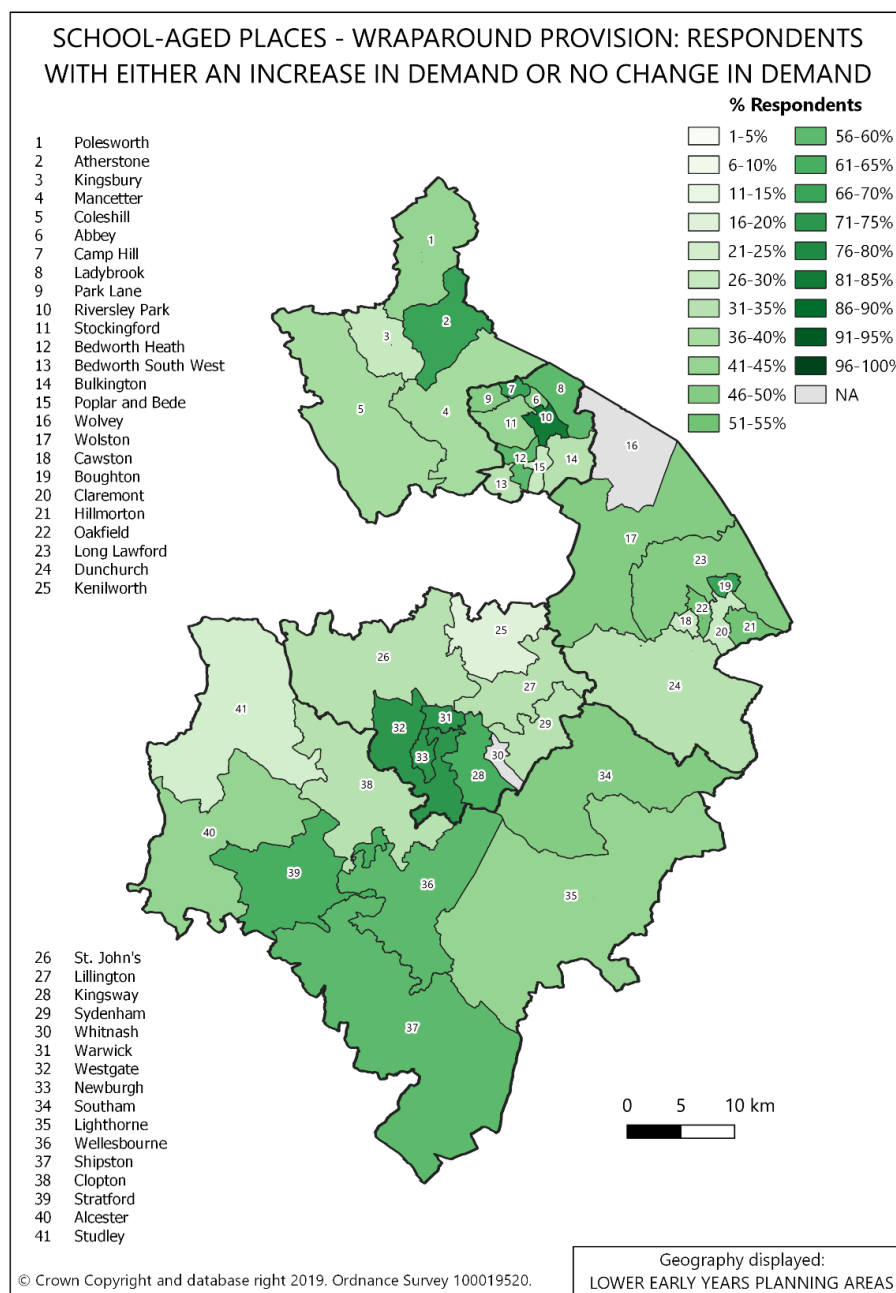 SCHOOL-AGED PLACES - WRAPAROUND PROVISION: RESPONDENTS
WITH EITHER AN INCREASE IN DEMAND OR NO CHANGE IN DEMAND
% Respondents
1-5%
6-10%
11-15%
16-20%
21-25%
26-30%
31-35%
36-40%
41-45%
46-50%
51-55%
56-60%
61-65%
66-70%
71-75%
76-80%
81-85%
86-90%
91-95%
96-100%
NA
1 Polesworth
2 Atherstone
3 Kingsbury
4 Mancetter
5 Coleshill
6 Abbey
7 Camp Hill
8 Ladybrook
9 Park Lane
10 Riversley Park
11 Stockingford
12 Bedworth Heath
13 Bedworth South West
14 Bulkington
15 Poplar and Bede
16 Wolvey
17 Wolston
18 Cawston
19 Boughton
20 Claremont
21 Hillmorton
22 Oakfield
23 Long Lawford
24 Dunchurch
25 Kenilworth
1
2
3
4
5
6
7
8
9
10
11
12
13
14
15
16
17
18
19
20
21
22
23
24
25
26
27
28
29
30
31
32
33
34
35
36
37
38
39
40
41
26 St. John's
27 Lillington
28 Kingsway
29 Sydenham
30 Whitnash
31 Warwick
32 Westgate
33 Newburgh
34 Southam
35 Lighthorne
36 Wellesbourne
37 Shipston
38 Clopton
39 Stratford
40 Alcester
41 Studley
0 5 10 km
© Crown Copyright and database right 2019. Ordnance Survey 100019520.
Geography displayed:
LOWER EARLY YEARS PLANNING AREAS